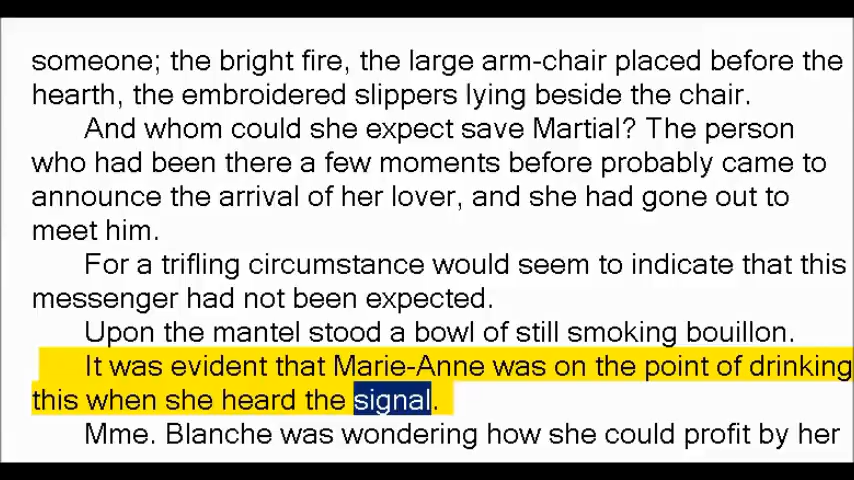 someone; the bright fire, the large arm-chair placed before the
hearth, the embroidered slippers lying beside the chair.
And whom could she expect save Martial? The person
who had been there a few moments before probably came to
announce the arrival of her lover, and she had gone out to
meet him.
For a trifling circumstance would seem to indicate that this
messenger had not been expected.
Upon the mantel stood a bowl of still smoking bouillon.
It was evident that Marie-Anne was on the point of drinking
this when she heard the signal.
Mme. Blanche was wondering how she could profit by her